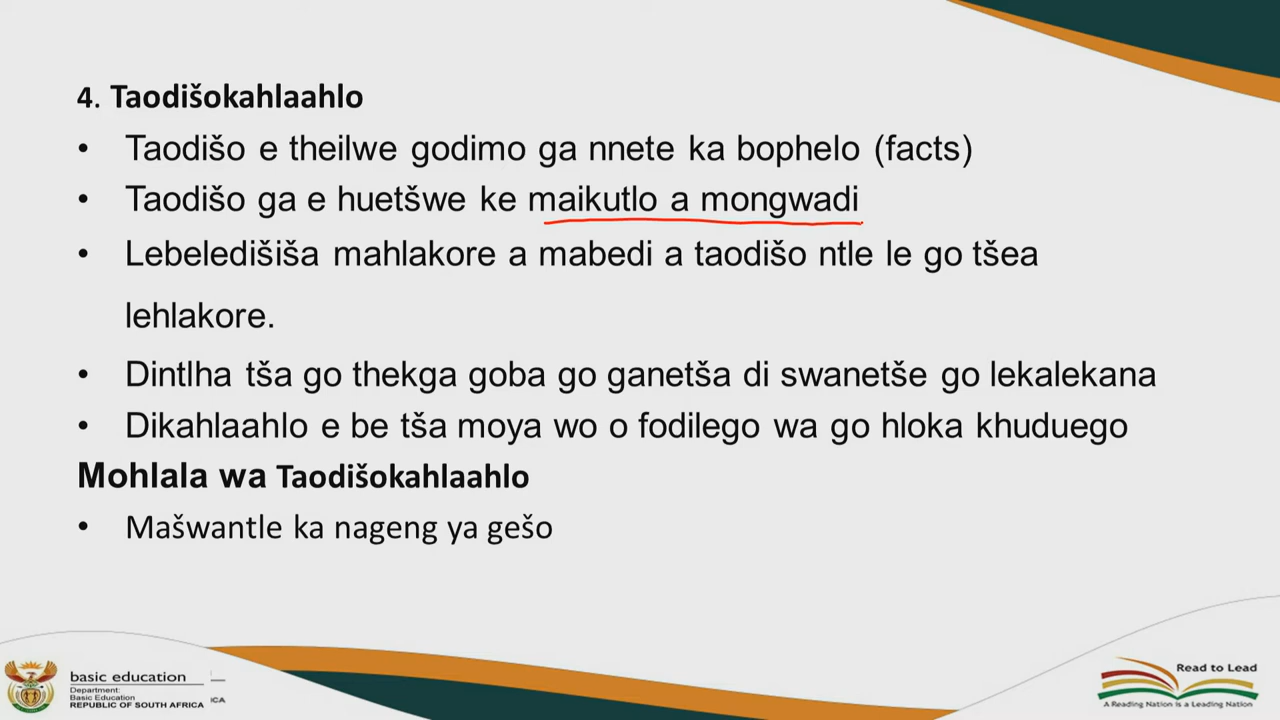 4. Taodišokahlaahlo
• Taodišo e theilwe godimo ga nnete ka bophelo (facts)
• Taodišo ga e huetšwe ke maikutlo a mongwadi
• Lebeledišiša mahlakore a mabedi a taodišo ntle le go tšea
lehlakore.
• Dintlha tša go thekga goba go ganetša di swanetše go lekalekana
• Dikahlaahlo e be tša moya wo o fodilego wa go hloka khuduego
Mohlala wa Taodišokahlaahlo
• Mašwantle ka nageng ya gešo
basic education
Department:
Basic Education
REPUBLIC OF SOUTH AFRICA
ICA
Read to Lead
A Reading Nation is a Leading Nation